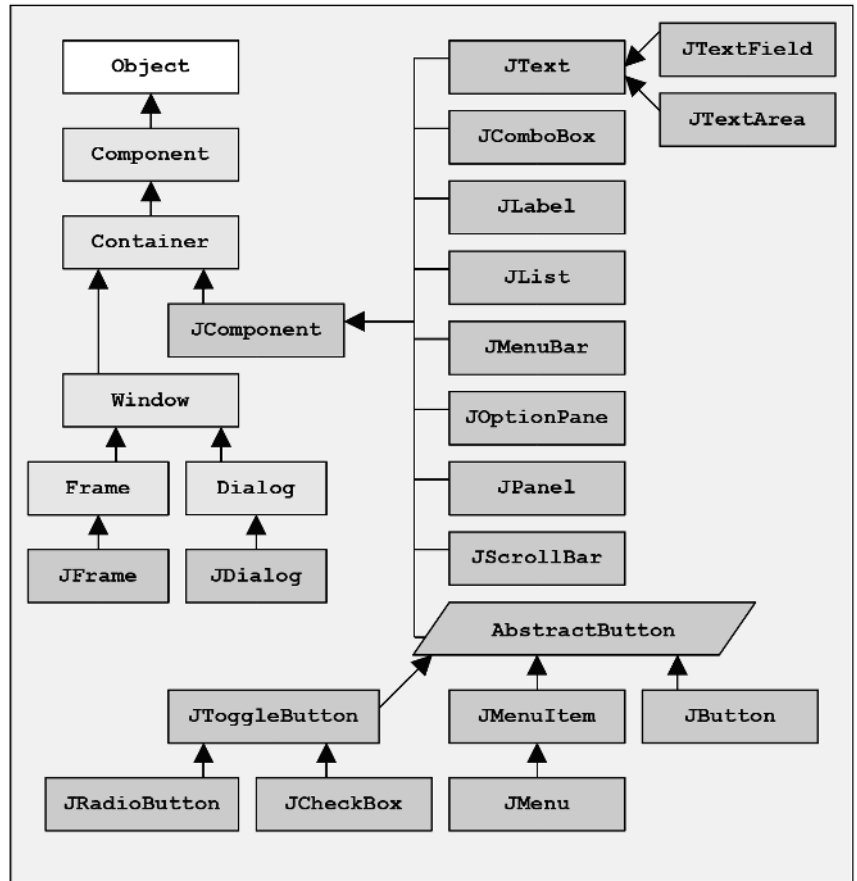 Object
Component
Container
JComponent
Window
Frame
Dialog
JFrame
JDialog
JText
JTextField
JTextArea
JComboBox
JLabel
JList
JMenuBar
JOptionPane
JPanel
JScrollBar
AbstractButton
JToggleButton
JMenuItem
JButton
JRadioButton
JCheckBox
JMenu